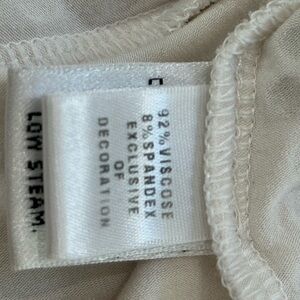 92%VISCOSE
8%SPANDEX
EXCLUSIVE
OF
DECORATION
LOW STEAM.